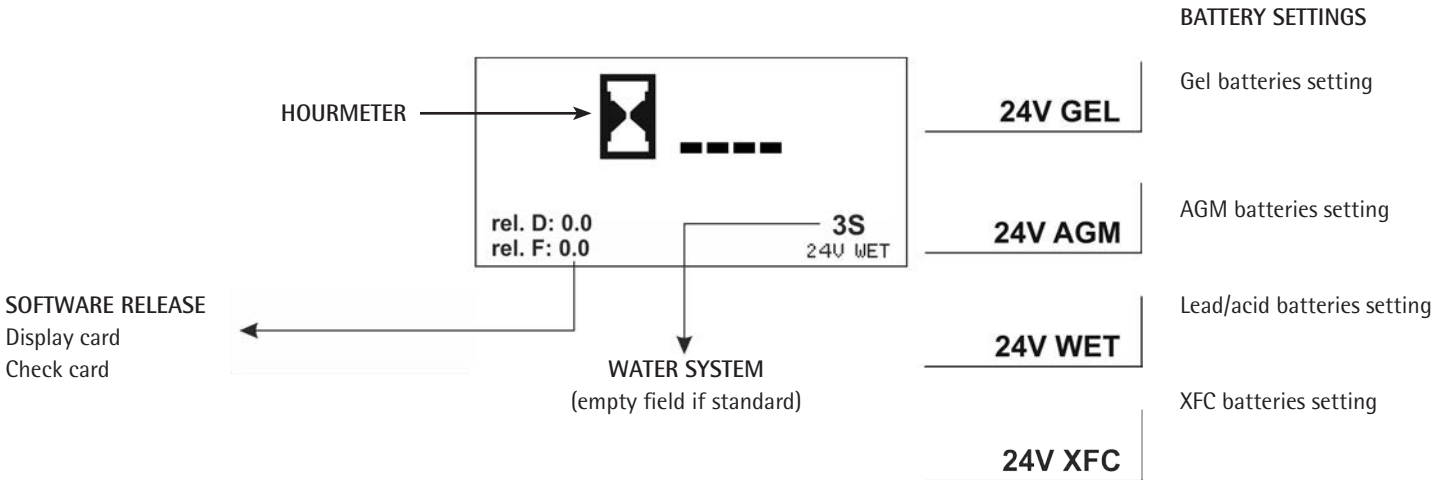 BATTERY SETTINGS
Gel batteries setting
HOURMETER
24V GEL
AGM batteries setting
rel. D: 0.0
3S
24V AGM
rel. F: 0.0
24V WET
SOFTWARE RELEASE
Display card
Check card
Lead/acid batteries setting
24V WET
WATER SYSTEM
(empty field if standard)
XFC batteries setting
24V XFC